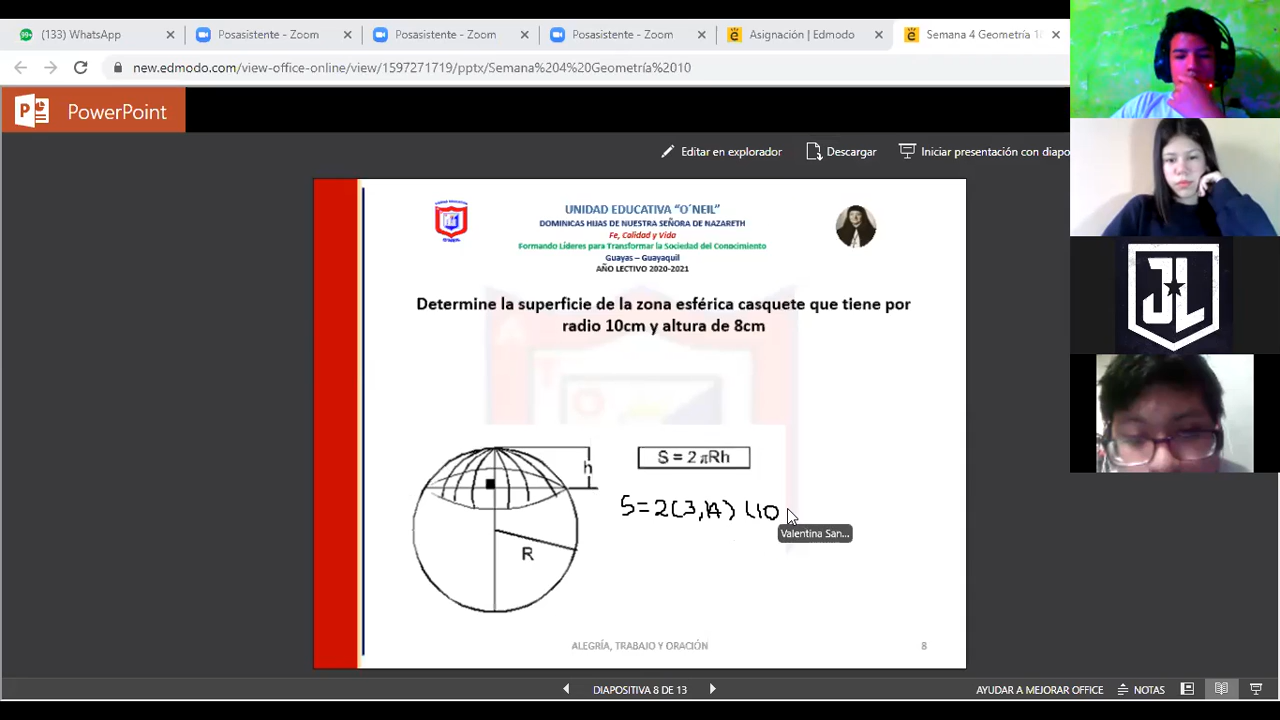 (133) WhatsApp
Posasistente - Zoom
Posasistente - Zoom
Posasistente - Zoom
Asignación | Edmodo
Semana 4 Geometría 1
new.edmodo.com/view-office-online/view/1597271719/pptx/Semana%204%20Geometría%2010
PowerPoint
Editar en explorador
Descargar
Iniciar presentación con diapo
UNIDAD EDUCATIVA "O´NEIL"
DOMINICAS HIJAS DE NUESTRA SEÑORA DE NAZARETH
Fe, Calidad y Vida
Formando Líderes para Transformar la Sociedad del Conocimiento
Guayas – Guayaquil
AÑO LECTIVO 2020-2021
Determine la superficie de la zona esférica casquete que tiene por
radio 10cm y altura de 8cm
h
R
S = 2 πRh
S=2(3,14) (10
Valentina San...
JL
ALEGRÍA, TRABAJO Y ORACIÓN
8
DIAPOSITIVA 8 DE 13
AYUDAR A MEJORAR OFFICE
NOTAS